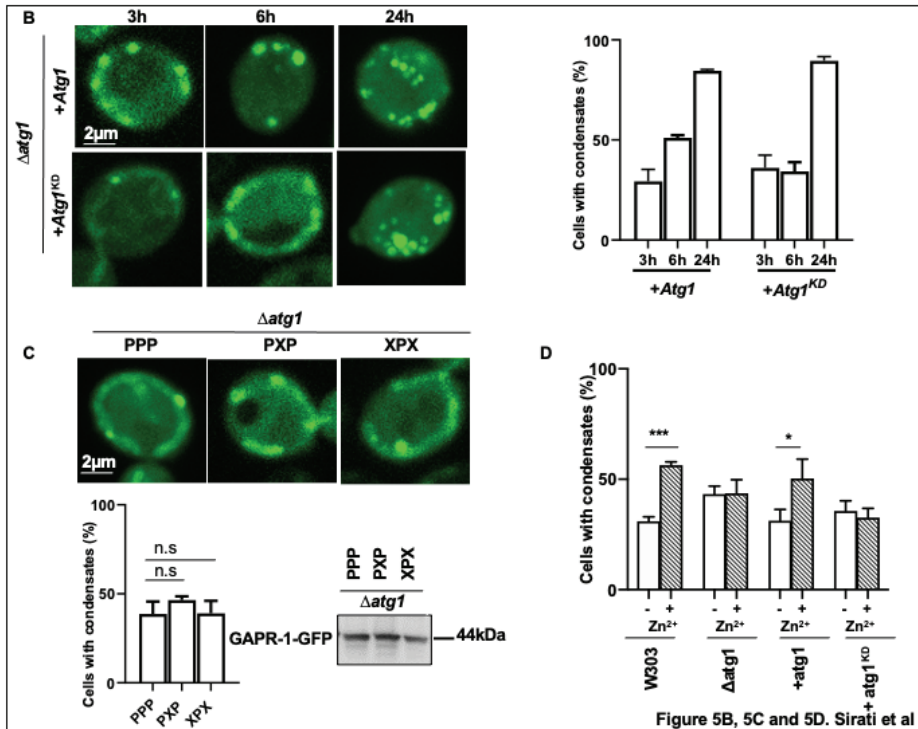 B
3h 6h 24h
Δatg1
+Atg1
+Atg1KD
2µm
Cells with condensates (%)
100
50
0
3h 6h 24h 3h 6h 24h
+Atg1 +Atg1KD
Δatg1
C
PPP PXP XPX
2µm
Cells with condensates (%)
100
50
0
n.s
n.s
PPP PXP XPX
PPP PXP XPX
Δatg1
GAPR-1-GFP
44kDa
D
Cells with condensates (%)
100
50
0
*** *
- + - + - + - +
Zn2+ Zn2+ Zn2+ Zn2+
W303 Δatg1 +atg1 + atg1KD
Figure 5B, 5C and 5D. Sirati et al